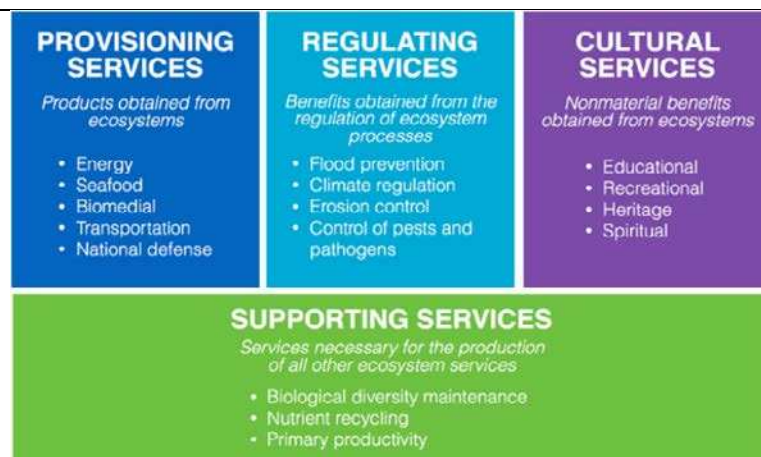 PROVISIONING
SERVICES
Products obtained from
ecosystems
• Energy
• Seafood
• Biomedial
• Transportation
• National defense
REGULATING
SERVICES
Benefits obtained from the
regulation of ecosystem
processes
• Flood prevention
• Climate regulation
• Erosion control
• Control of pests and
pathogens
CULTURAL
SERVICES
Nonmaterial benefits
obtained from ecosystems
• Educational
• Recreational
• Heritage
• Spiritual
SUPPORTING SERVICES
Services necessary for the production
of all other ecosystem services
• Biological diversity maintenance
• Nutrient recycling
• Primary productivity